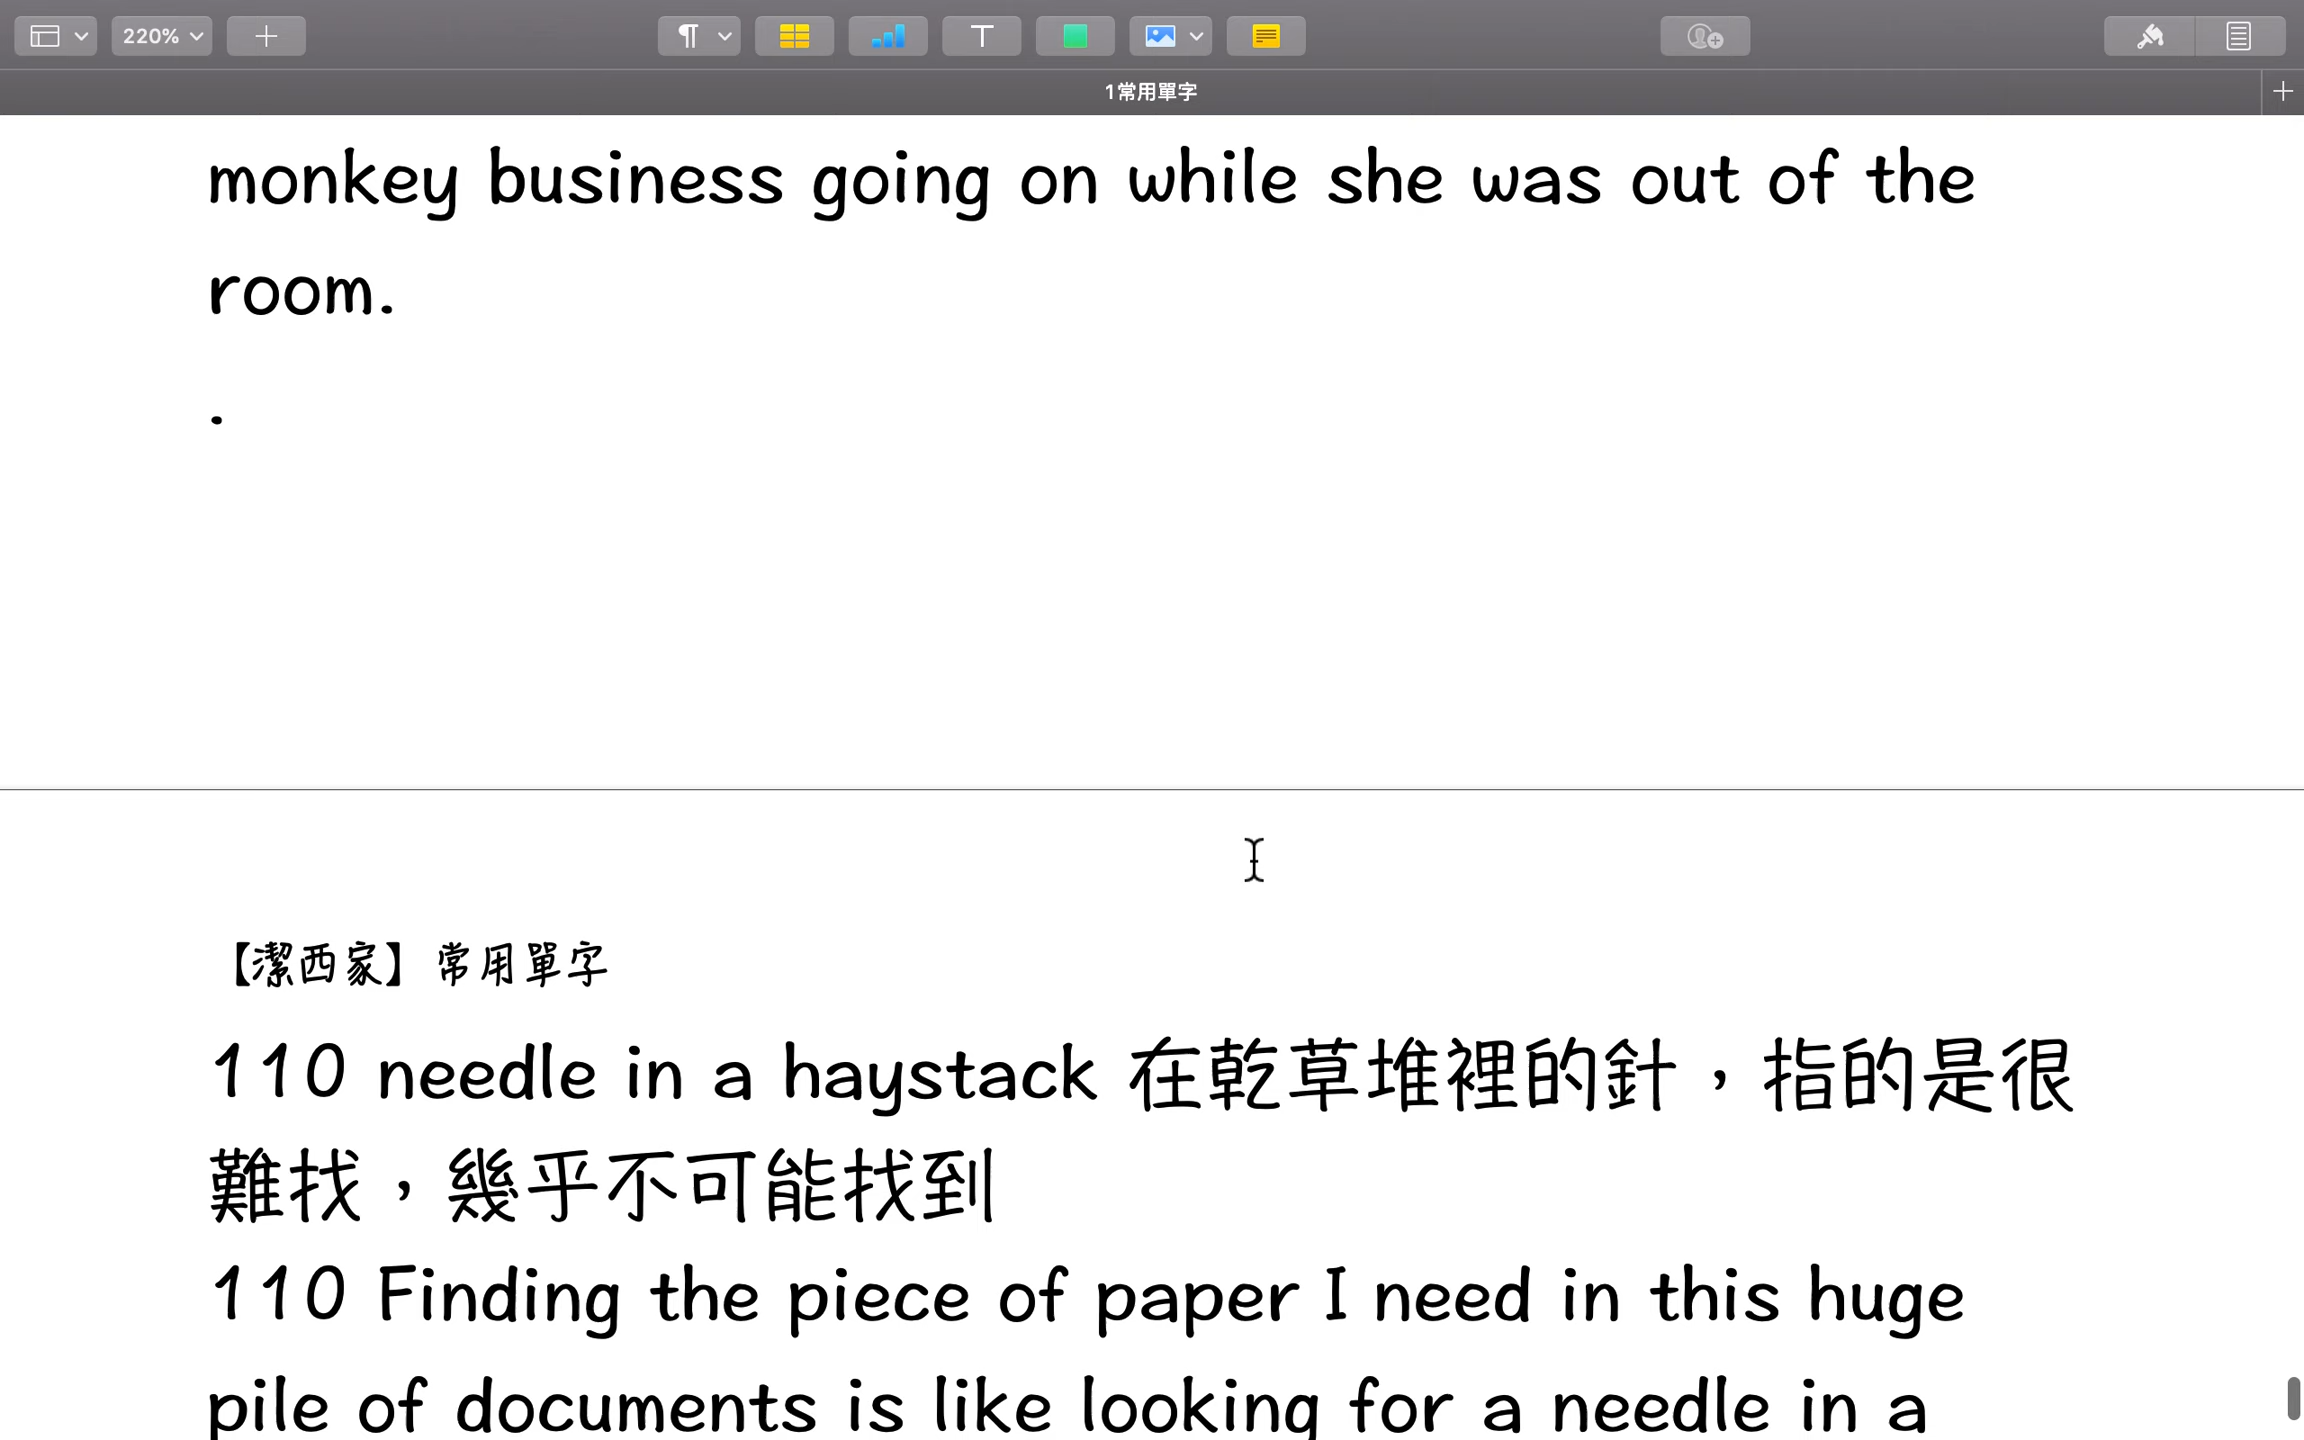 220%
1常用單字
monkey business going on while she was out of the
room.
.
【潔西家】常用單字
110 needle in a haystack 在乾草堆裡的針，指的是很
難找，幾乎不可能找到
110 Finding the piece of paper I need in this huge
pile of documents is like looking for a needle in a